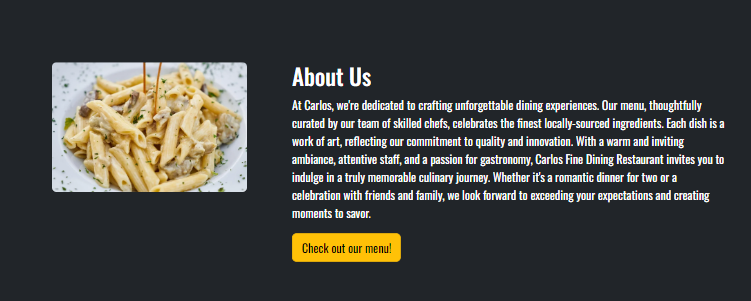 About Us
At Carlos, we're dedicated to crafting unforgettable dining experiences. Our menu, thoughtfully
curated by our team of skilled chefs, celebrates the finest locally-sourced ingredients. Each dish is a
work of art, reflecting our commitment to quality and innovation. With a warm and inviting
ambiance, attentive staff, and a passion for gastronomy, Carlos Fine Dining Restaurant invites you to
indulge in a truly memorable culinary journey. Whether it's a romantic dinner for two or a
celebration with friends and family, we look forward to exceeding your expectations and creating
moments to savor.
Check out our menu!